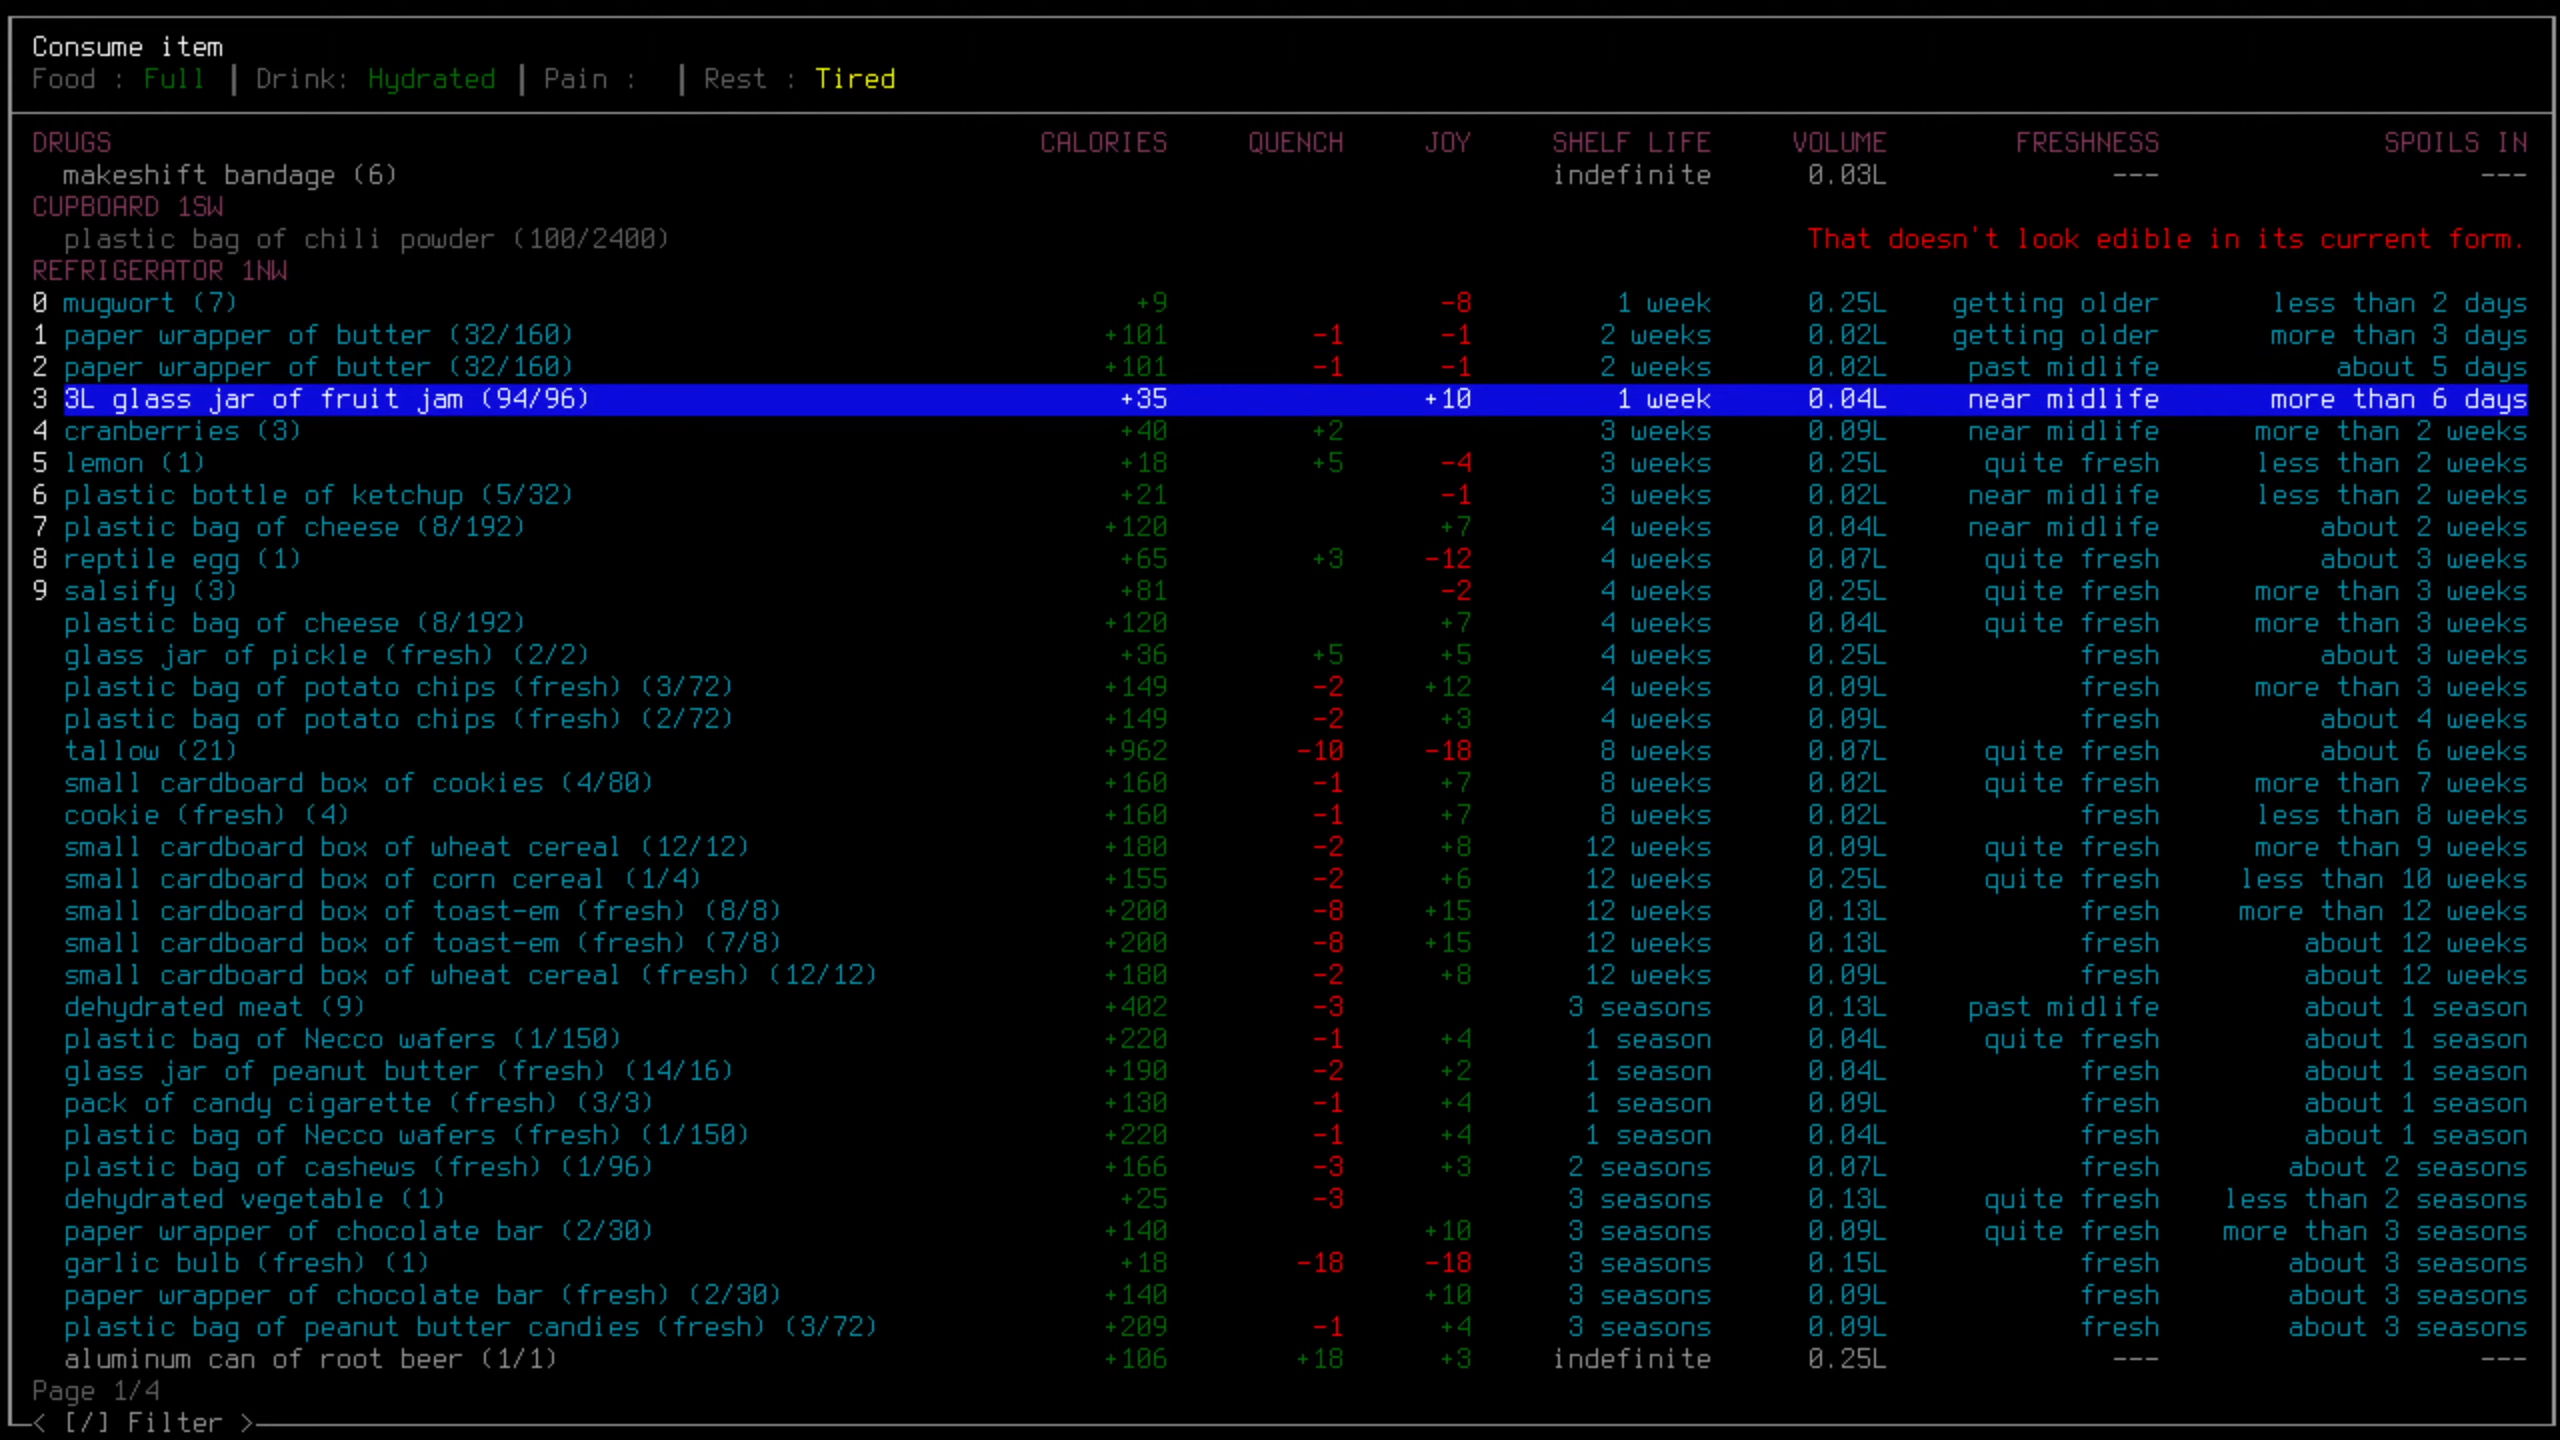 Consume item
Food : Full | Drink: Hydrated | Pain : | Rest : Tired
DRUGS CALORIES QUENCH JOY SHELF LIFE VOLUME FRESHNESS SPOILS IN
makeshift bandage (6) indefinite 0.03L --- ---
CUPBOARD 1SW
plastic bag of chili powder (100/2400) That doesn't look edible in its current form.
REFRIGERATOR 1NW
0 mugwort (7) +9 -8 1 week 0.25L getting older less than 2 days
1 paper wrapper of butter (32/160) +101 -1 -1 2 weeks 0.02L getting older more than 3 days
2 paper wrapper of butter (32/160) +101 -1 -1 2 weeks 0.02L past midlife about 5 days
3 3L glass jar of fruit jam (94/96) +35 +10 1 week 0.04L near midlife more than 6 days
4 cranberries (3) +40 +2 3 weeks 0.09L near midlife more than 2 weeks
5 lemon (1) +18 +5 -4 3 weeks 0.25L quite fresh less than 2 weeks
6 plastic bottle of ketchup (5/32) +21 -1 3 weeks 0.02L near midlife less than 2 weeks
7 plastic bag of cheese (8/192) +120 +7 4 weeks 0.04L near midlife about 2 weeks
8 reptile egg (1) +65 +3 -12 4 weeks 0.07L quite fresh about 3 weeks
9 salsify (3) +81 -2 4 weeks 0.25L quite fresh more than 3 weeks
plastic bag of cheese (8/192) +120 +7 4 weeks 0.04L quite fresh more than 3 weeks
glass jar of pickle (fresh) (2/2) +36 +5 +5 4 weeks 0.25L fresh about 3 weeks
plastic bag of potato chips (fresh) (3/72) +149 -2 +12 4 weeks 0.09L fresh more than 3 weeks
plastic bag of potato chips (fresh) (2/72) +149 -2 +3 4 weeks 0.09L fresh about 4 weeks
tallow (21) +962 -10 -18 8 weeks 0.07L quite fresh about 6 weeks
small cardboard box of cookies (4/80) +160 -1 +7 8 weeks 0.02L quite fresh more than 7 weeks
cookie (fresh) (4) +160 -1 +7 8 weeks 0.02L fresh less than 8 weeks
small cardboard box of wheat cereal (12/12) +180 -2 +8 12 weeks 0.09L quite fresh more than 9 weeks
small cardboard box of corn cereal (1/4) +155 -2 +6 12 weeks 0.25L quite fresh less than 10 weeks
small cardboard box of toast-em (fresh) (8/8) +200 -8 +15 12 weeks 0.13L fresh more than 12 weeks
small cardboard box of toast-em (fresh) (7/8) +200 -8 +15 12 weeks 0.13L fresh about 12 weeks
small cardboard box of wheat cereal (fresh) (12/12) +180 -2 +8 12 weeks 0.09L fresh about 12 weeks
dehydrated meat (9) +402 -3 3 seasons 0.13L past midlife about 1 season
plastic bag of Necco wafers (1/150) +220 -1 +4 1 season 0.04L quite fresh about 1 season
glass jar of peanut butter (fresh) (14/16) +190 -2 +2 1 season 0.04L fresh about 1 season
pack of candy cigarette (fresh) (3/3) +130 -1 +4 1 season 0.09L fresh about 1 season
plastic bag of Necco wafers (fresh) (1/150) +220 -1 +4 1 season 0.04L fresh about 1 season
plastic bag of cashews (fresh) (1/96) +166 -3 +3 2 seasons 0.07L fresh about 2 seasons
dehydrated vegetable (1) +25 -3 3 seasons 0.13L quite fresh less than 2 seasons
paper wrapper of chocolate bar (2/30) +140 +10 3 seasons 0.09L quite fresh more than 3 seasons
garlic bulb (fresh) (1) +18 -18 -18 3 seasons 0.15L fresh about 3 seasons
paper wrapper of chocolate bar (fresh) (2/30) +140 +10 3 seasons 0.09L fresh about 3 seasons
plastic bag of peanut butter candies (fresh) (3/72) +209 -1 +4 3 seasons 0.09L fresh about 3 seasons
aluminum can of root beer (1/1) +106 +18 +3 indefinite 0.25L --- ---
Page 1/4
< [/] Filter >